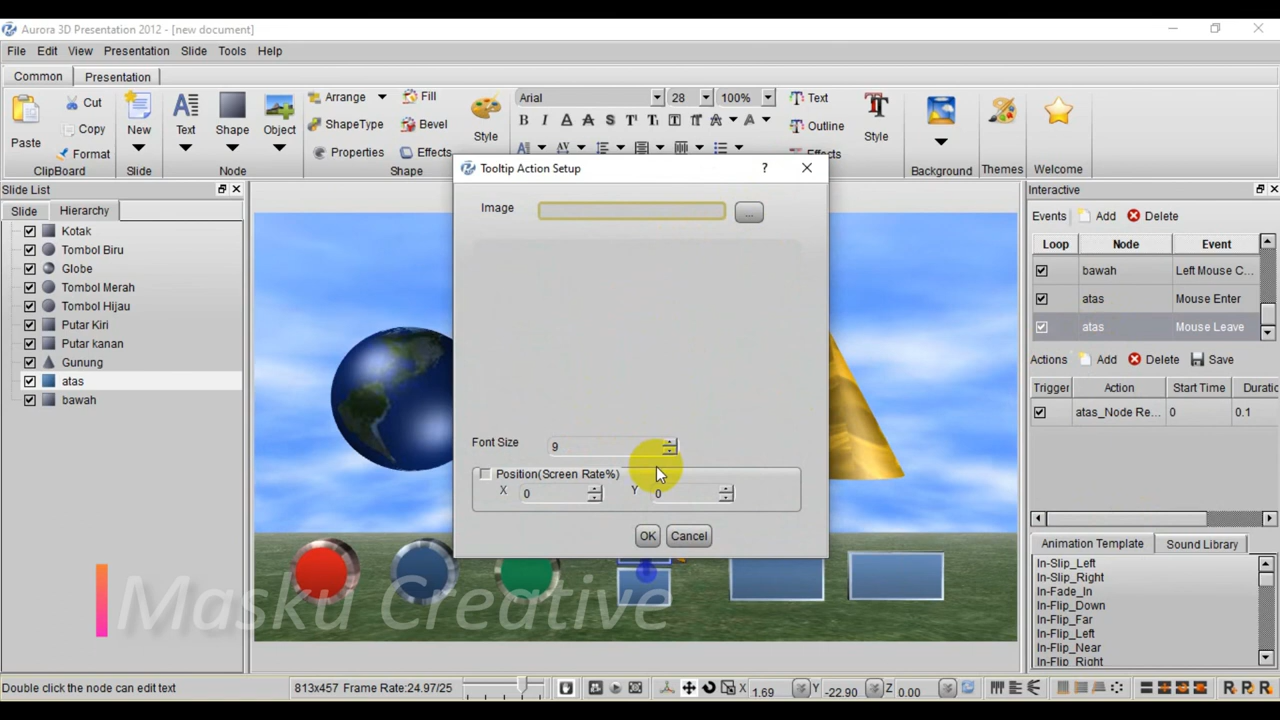 Aurora 3D Presentation 2012 - [new document]
File Edit View Presentation Slide Tools Help
Common Presentation
Paste Cut Copy Format ClipBoard
New Slide
Text Shape Object Node
Arrange Fill ShapeType Bevel Properties Effects Shape
Style
Arial 28 100%
Text Outline Effects Style
Background Themes Welcome
Slide List
Slide Hierarchy
Kotak
Tombol Biru
Globe
Tombol Merah
Tombol Hijau
Putar Kiri
Putar kanan
Gunung
atas
bawah
Tooltip Action Setup ?
Image ...
Font Size 9
Position(Screen Rate%)
X 0 Y 0
OK Cancel
Interactive
Events Add Delete
Loop Node Event
bawah Left Mouse C...
atas Mouse Enter
atas Mouse Leave
Actions Add Delete Save
Trigger Action Start Time Duratic
atas_Node Re... 0 0.1
Animation Template Sound Library
In-Slip_Left
In-Slip_Right
In-Fade_In
In-Flip_Down
In-Flip_Far
In-Flip_Left
In-Flip_Near
In-Flip_Right
Masku Creative
Double click the node can edit text
813x457 Frame Rate:24.97/25
X 1.69 Y -22.90 Z 0.00